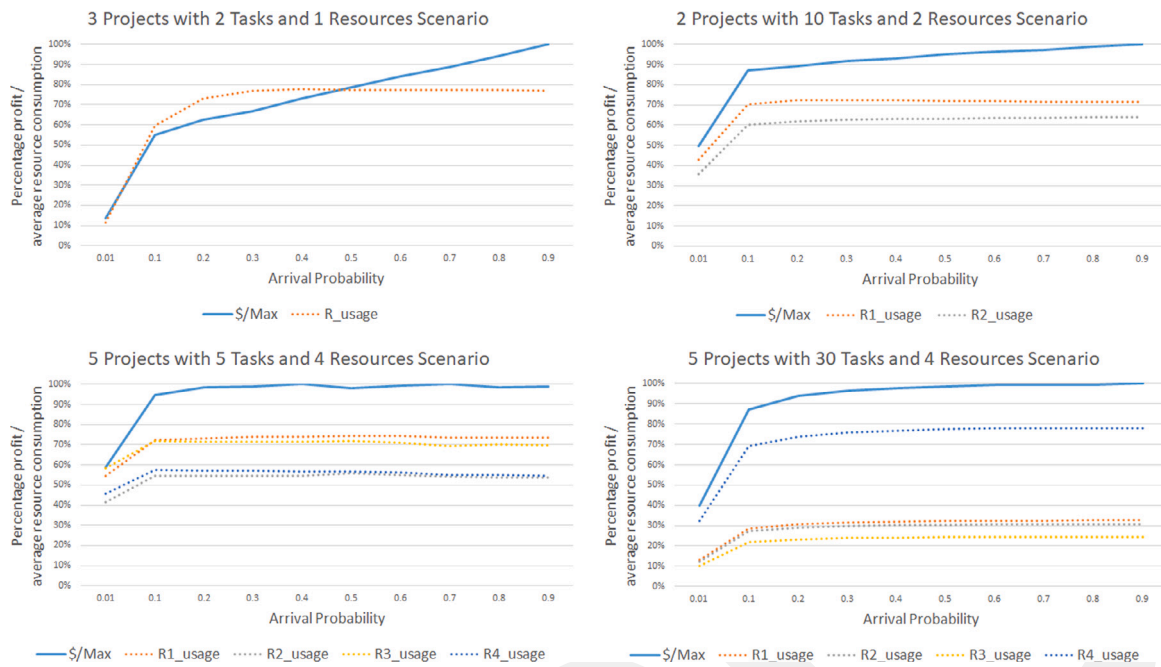 3 Projects with 2 Tasks and 1 Resources Scenario
Percentage profit /
average resource consumption
100%
90%
80%
70%
60%
50%
40%
30%
20%
10%
0%
0.01 0.1 0.2 0.3 0.4 0.5 0.6 0.7 0.8 0.9
Arrival Probability
$/Max R_usage
2 Projects with 10 Tasks and 2 Resources Scenario
Percentage profit /
average resource consumption
100%
90%
80%
70%
60%
50%
40%
30%
20%
10%
0%
0.01 0.1 0.2 0.3 0.4 0.5 0.6 0.7 0.8 0.9
Arrival Probability
$/Max R1_usage R2_usage
5 Projects with 5 Tasks and 4 Resources Scenario
Percentage profit /
average resource consumption
100%
90%
80%
70%
60%
50%
40%
30%
20%
10%
0%
0.01 0.1 0.2 0.3 0.4 0.5 0.6 0.7 0.8 0.9
Arrival Probability
$/Max R1_usage R2_usage R3_usage R4_usage
5 Projects with 30 Tasks and 4 Resources Scenario
Percentage profit /
average resource consumption
100%
90%
80%
70%
60%
50%
40%
30%
20%
10%
0%
0.01 0.1 0.2 0.3 0.4 0.5 0.6 0.7 0.8 0.9
Arrival Probability
$/Max R1_usage R2_usage R3_usage R4_usage